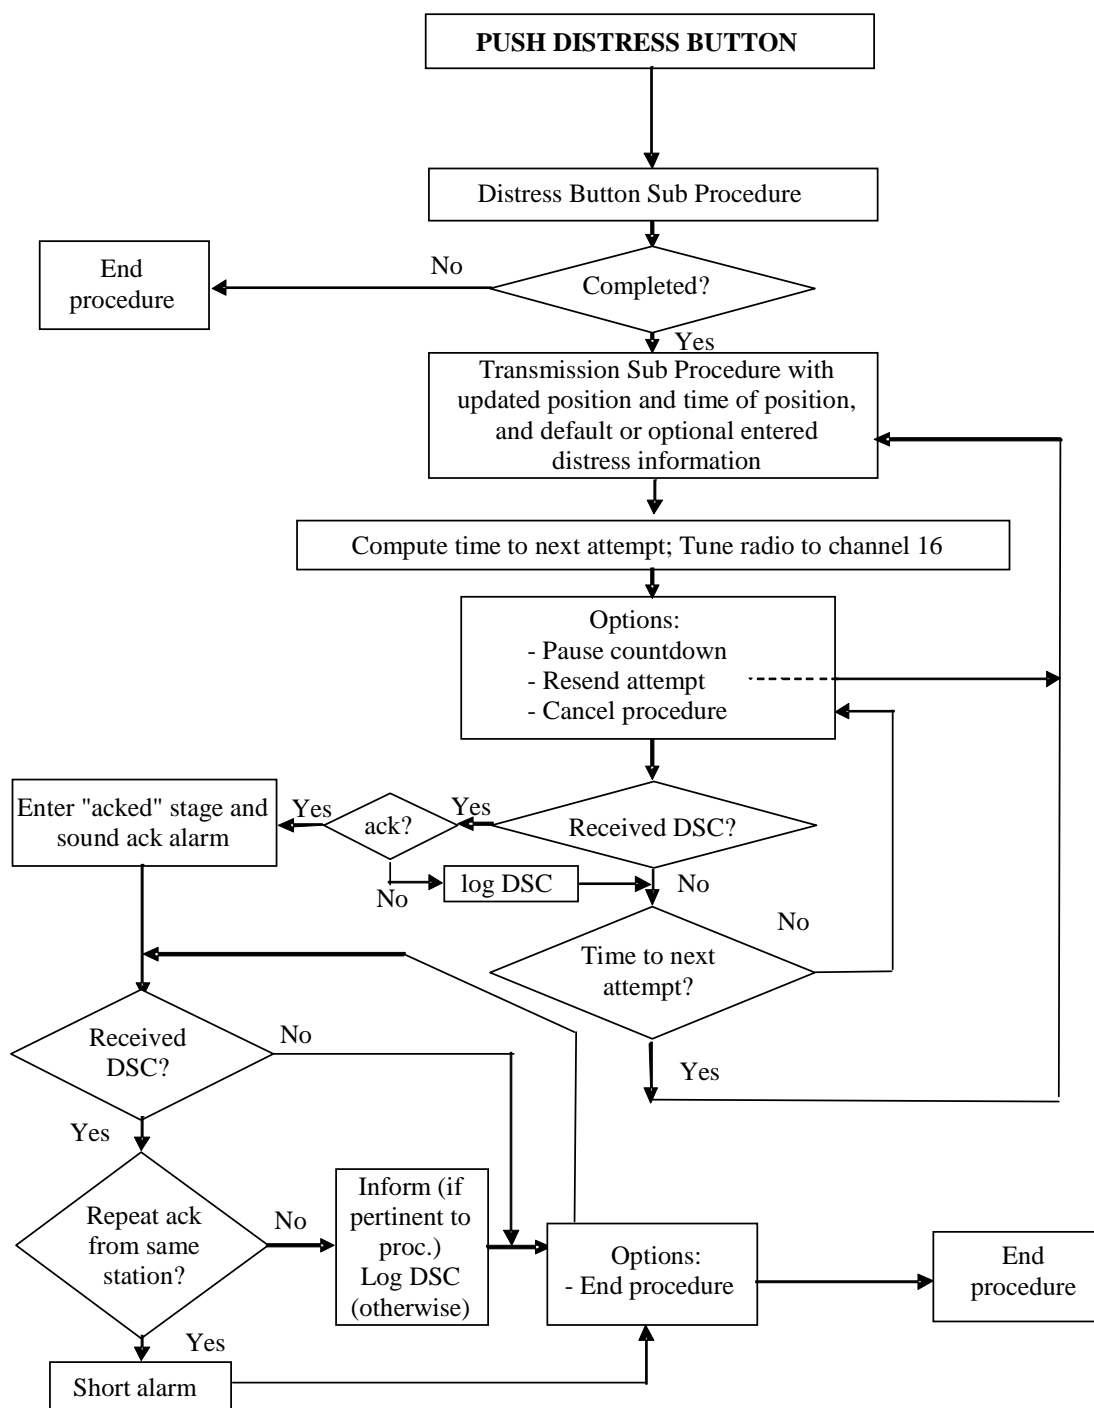 PUSH DISTRESS BUTTON
Distress Button Sub Procedure
End
procedure
No
Completed?
Yes
Transmission Sub Procedure with
updated position and time of position,
and default or optional entered
distress information
Compute time to next attempt; Tune radio to channel 16
Options:
- Pause countdown
- Resend attempt
- Cancel procedure
Enter "acked" stage and
sound ack alarm
Yes
ack?
Yes
Received DSC?
No
log DSC
No
No
Time to next
attempt?
Yes
Received
DSC?
No
Yes
Repeat ack
from same
station?
No
Inform (if
pertinent to
proc.)
Log DSC
(otherwise)
Options:
- End procedure
End
procedure
Yes
Short alarm